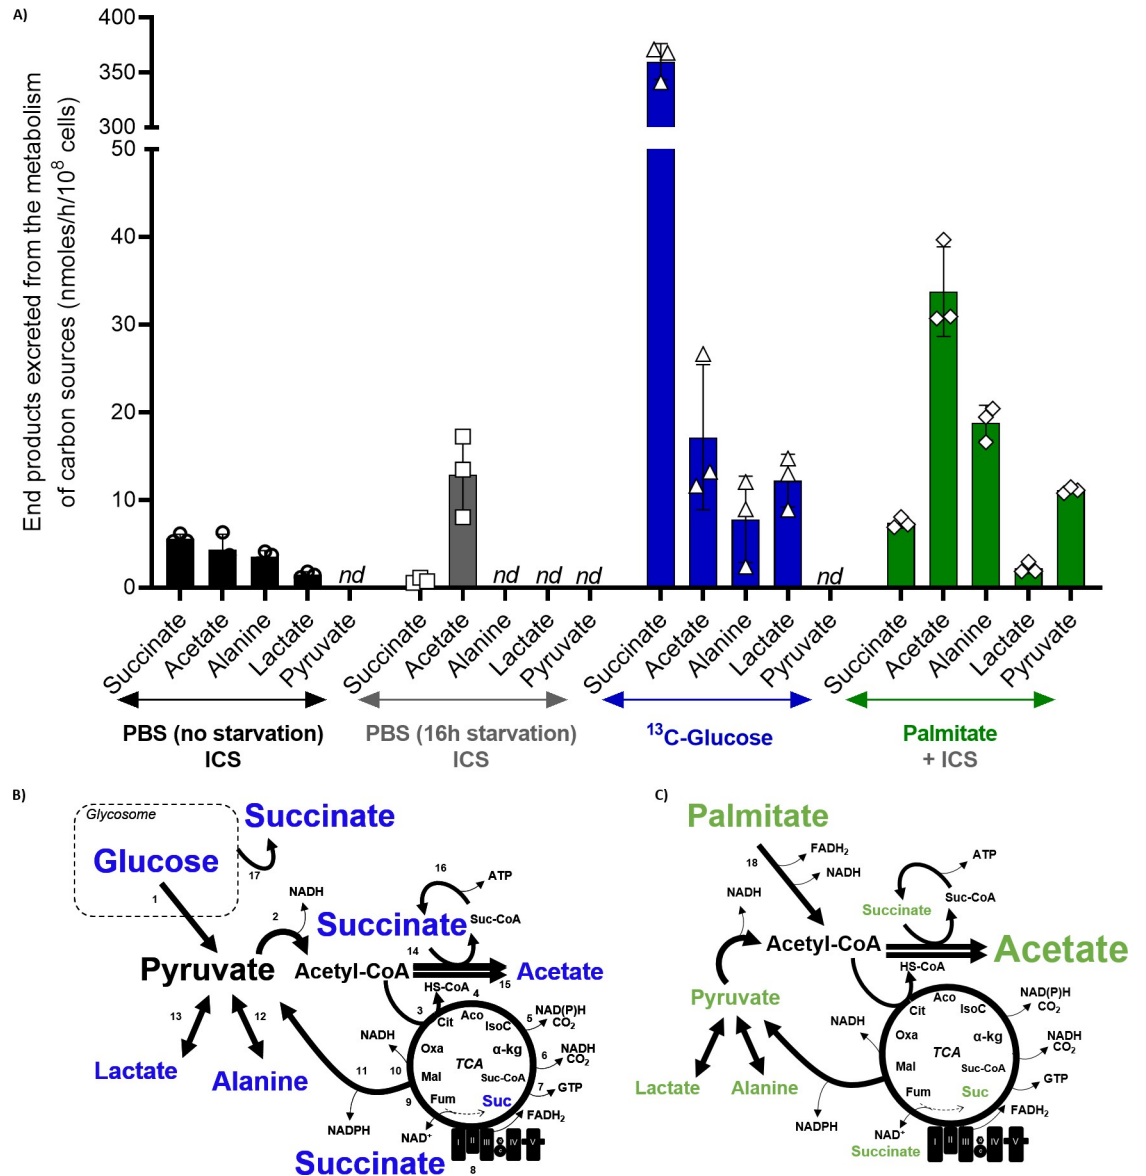 A)
End products excreted from the metabolism
of carbon sources (nmoles/h/10⁸ cells)
400
350
300
50
40
30
20
10
0
nd
nd
nd
nd
nd
Succinate
Acetate
Alanine
Lactate
Pyruvate
Succinate
Acetate
Alanine
Lactate
Pyruvate
Succinate
Acetate
Alanine
Lactate
Pyruvate
Succinate
Acetate
Alanine
Lactate
Pyruvate
PBS (no starvation)
ICS
PBS (16h starvation)
ICS
¹³C-Glucose
Palmitate
+ ICS
B)
Glycosome
Glucose
Succinate
17
1
NADH
2
16
ATP
Succinate
Suc-CoA
Pyruvate
Acetyl-CoA
14
15
Acetate
HS-CoA
13
12
3
4
Cit
Aco
IsoC
5
NAD(P)H
CO₂
NADH
Oxa
α-kg
TCA
6
NADH
CO₂
Lactate
Alanine
11
10
Mal
Suc-CoA
7
GTP
Suc
9
Fum
FADH₂
NADPH
NAD⁺
I
II
III
IV
V
Succinate
8
C)
Palmitate
18
FADH₂
NADH
ATP
NADH
Succinate
Suc-CoA
Acetyl-CoA
Acetate
HS-CoA
Pyruvate
Cit
Aco
IsoC
NAD(P)H
CO₂
NADH
Oxa
α-kg
TCA
NADH
CO₂
Lactate
Alanine
Mal
Suc-CoA
GTP
Fum
Suc
FADH₂
NADPH
NAD⁺
Succinate
I
II
III
IV
V